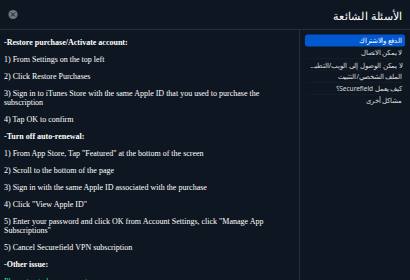 الأسئلة الشائعة
الدفع والاشتراك
لا يمكن الاتصال
لا يمكن الوصول إلى الويب/التطبيـ...
الملف الشخصي/التثبيت
كيف يعمل Securefield؟
مشاكل أخرى
-Restore purchase/Activate account:
1) From Settings on the top left
2) Click Restore Purchases
3) Sign in to iTunes Store with the same Apple ID that you used to purchase the
subscription
4) Tap OK to confirm
-Turn off auto-renewal:
1) From App Store, Tap "Featured" at the bottom of the screen
2) Scroll to the bottom of the page
3) Sign in with the same Apple ID associated with the purchase
4) Click "View Apple ID"
5) Enter your password and click OK from Account Settings, click "Manage App
Subscriptions"
5) Cancel Securefield VPN subscription
-Other issue: